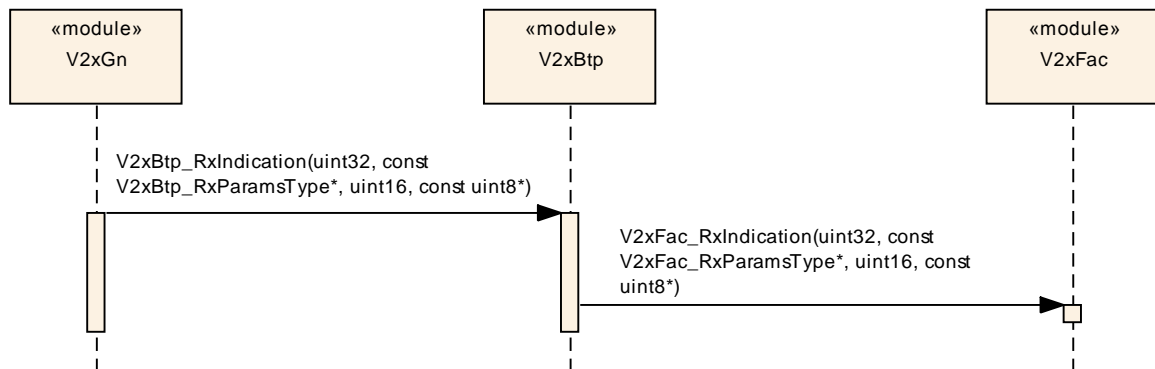 «module»
V2xGn
«module»
V2xBtp
«module»
V2xFac
V2xBtp_RxIndication(uint32, const
V2xBtp_RxParamsType*, uint16, const uint8*)
V2xFac_RxIndication(uint32, const
V2xFac_RxParamsType*, uint16, const
uint8*)